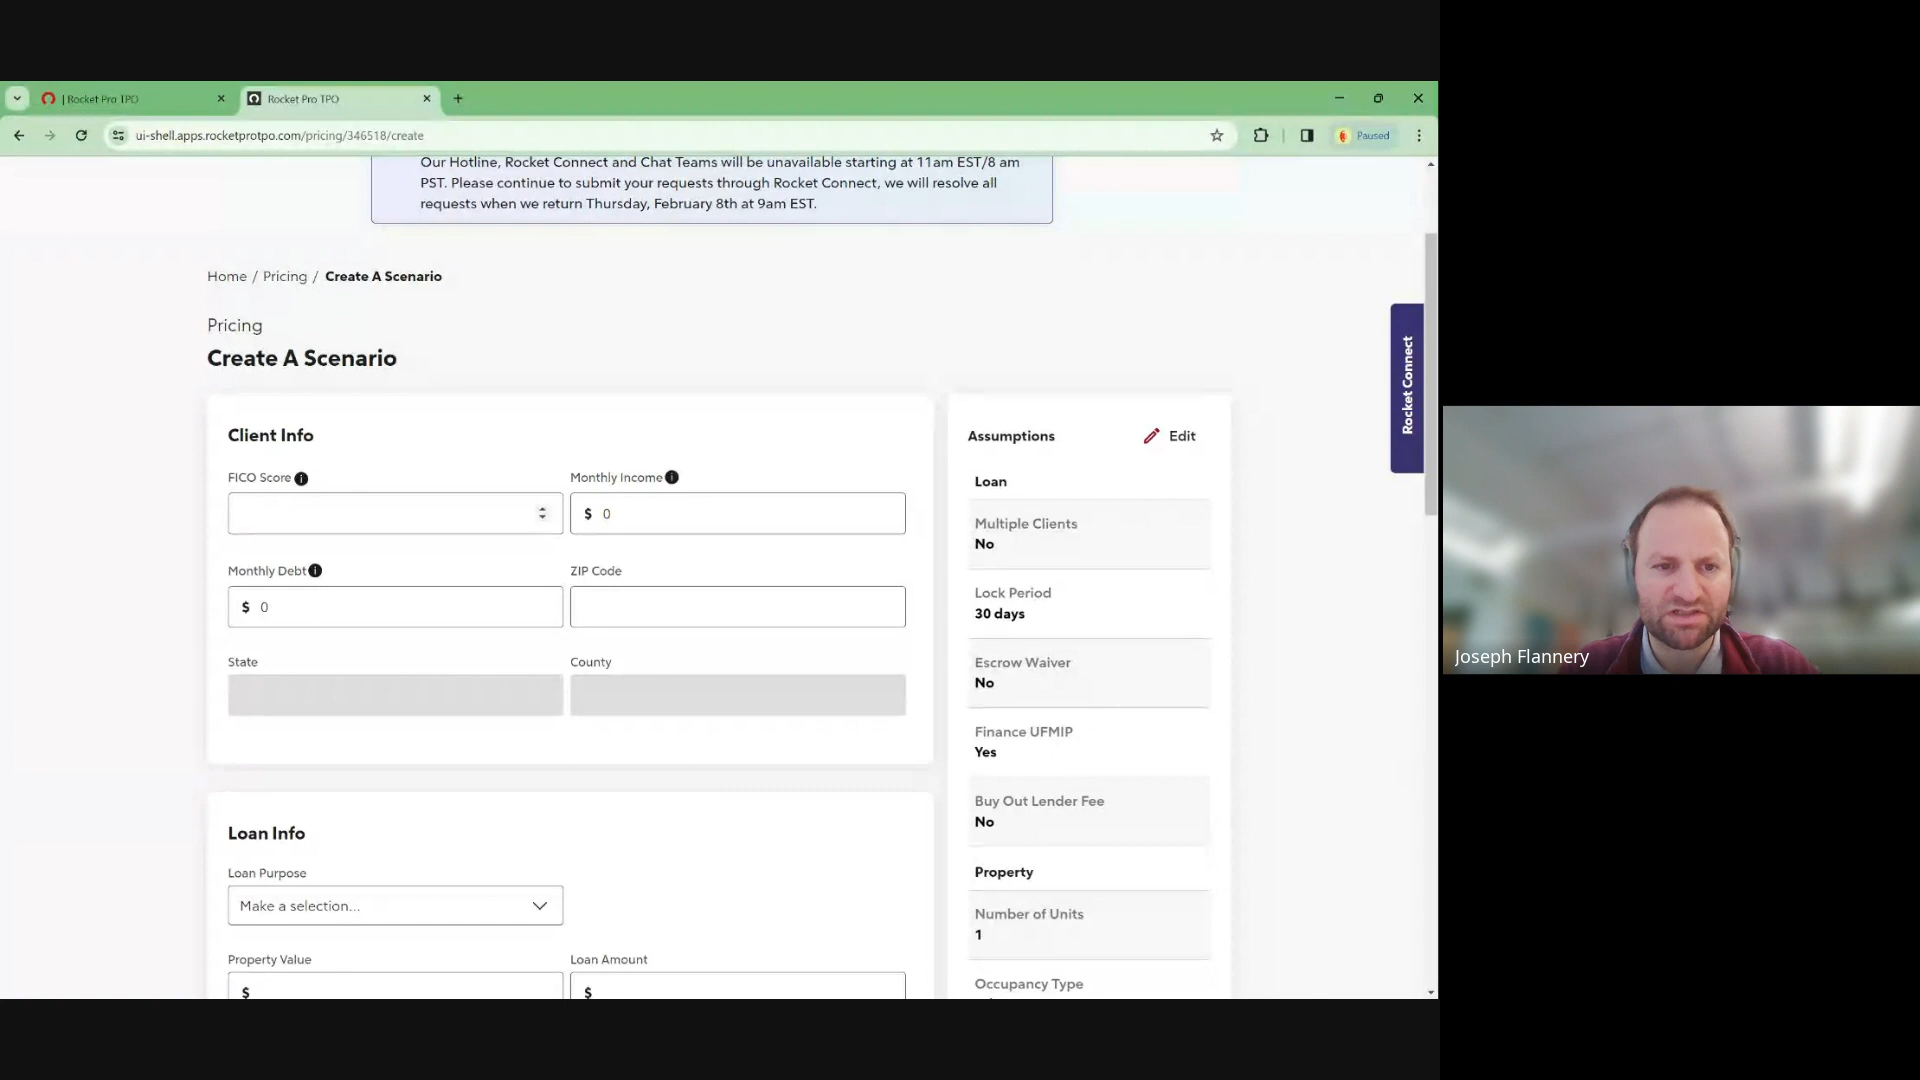 | Rocket Pro TPO
Rocket Pro TPO
ui-shell.apps.rocketprotpo.com/pricing/346518/create
Paused
Our Hotline, Rocket Connect and Chat Teams will be unavailable starting at 11am EST/8 am
PST. Please continue to submit your requests through Rocket Connect, we will resolve all
requests when we return Thursday, February 8th at 9am EST.
Home / Pricing / Create A Scenario
Pricing
Create A Scenario
Client Info
FICO Score
Monthly Income
$ 0
Monthly Debt
ZIP Code
$ 0
State
County
Loan Info
Loan Purpose
Make a selection...
Property Value
Loan Amount
$
$
Assumptions
Edit
Loan
Multiple Clients
No
Lock Period
30 days
Escrow Waiver
No
Finance UFMIP
Yes
Buy Out Lender Fee
No
Property
Number of Units
1
Occupancy Type
Rocket Connect
Joseph Flannery